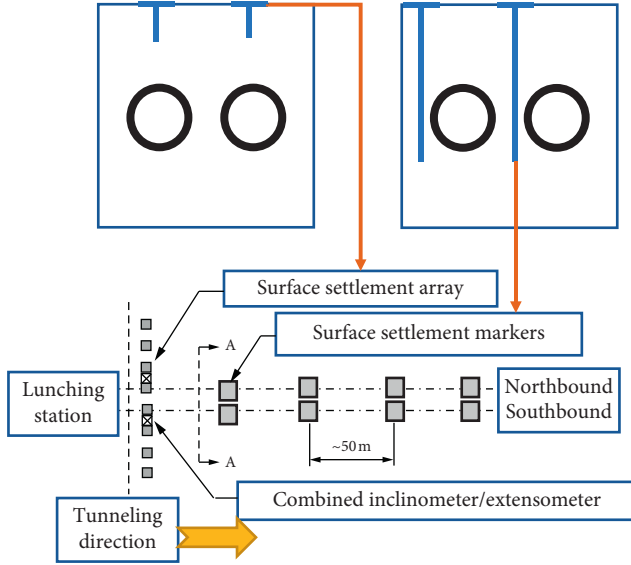 Surface settlement array
A
Surface settlement markers
Lunching
station
Northbound
Southbound
~50 m
A
Combined inclinometer/extensometer
Tunneling
direction